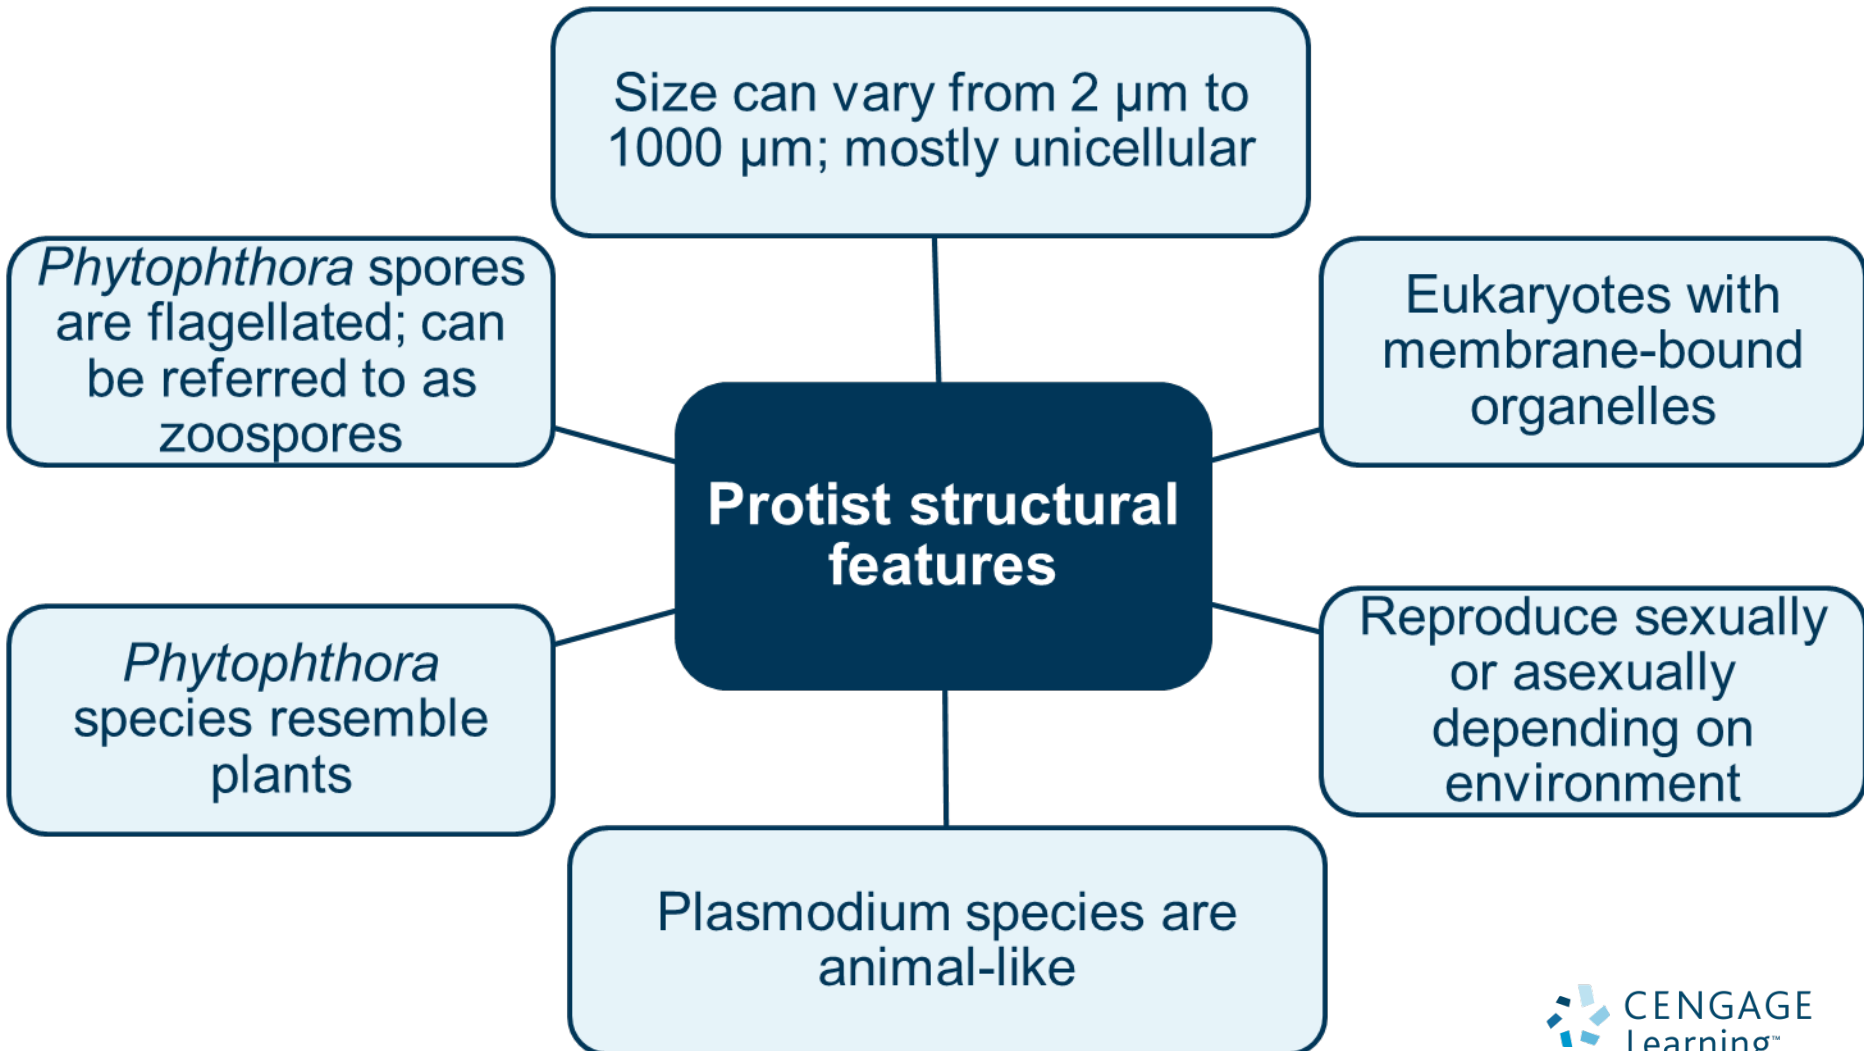 Size can vary from 2 µm to
1000 µm; mostly unicellular
Phytophthora spores
are flagellated; can
be referred to as
zoospores
Eukaryotes with
membrane-bound
organelles
Protist structural
features
Phytophthora
species resemble
plants
Reproduce sexually
or asexually
depending on
environment
Plasmodium species are
animal-like
CENGAGE
Learning™